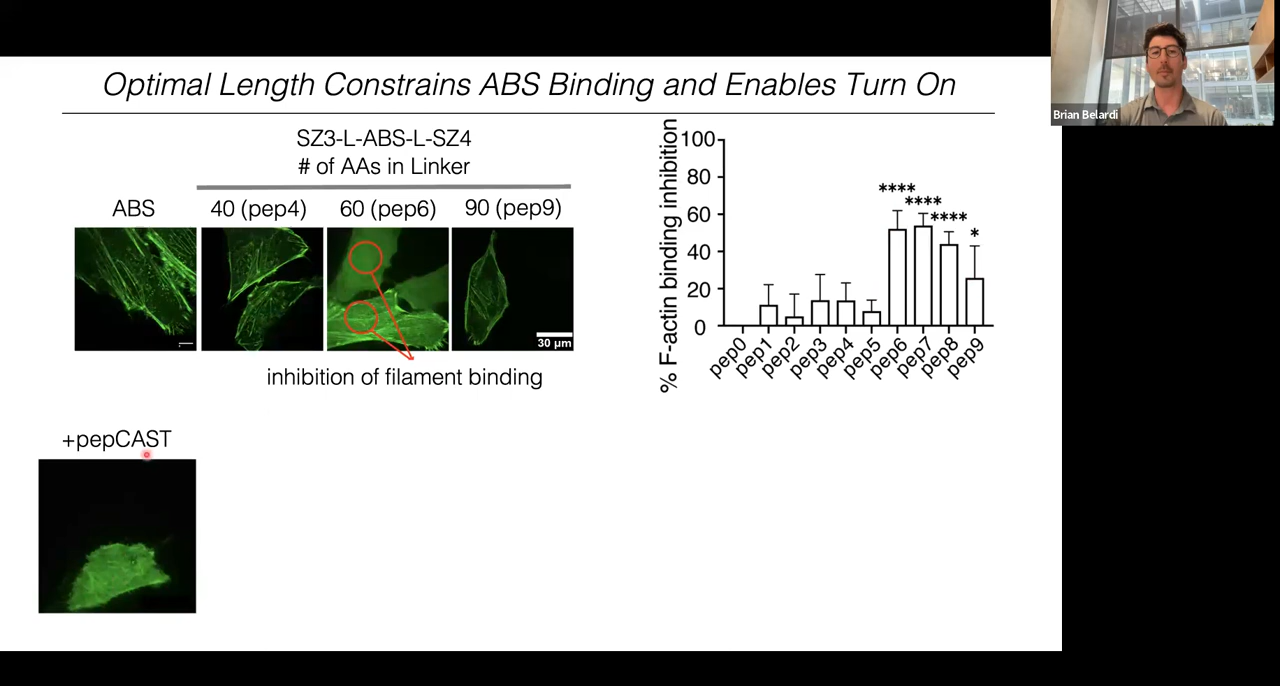 Optimal Length Constrains ABS Binding and Enables Turn On
Brian Belardi
SZ3-L-ABS-L-SZ4
# of AAs in Linker
ABS
40 (pep4)
60 (pep6)
90 (pep9)
30 µm
inhibition of filament binding
+pepCAST
% F-actin binding inhibition
100
80
60
40
20
0
****
****
****
*
pep0
pep1
pep2
pep3
pep4
pep5
pep6
pep7
pep8
pep9